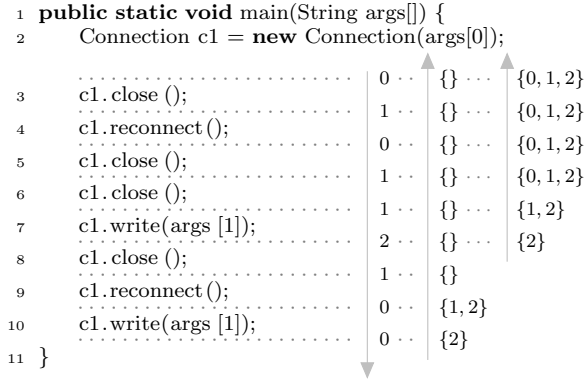 1 public static void main(String args[]) {
2 Connection c1 = new Connection(args[0]);
0 {} {0, 1, 2}
3 c1.close ();
1 {} {0, 1, 2}
4 c1.reconnect ();
0 {} {0, 1, 2}
5 c1.close ();
1 {} {0, 1, 2}
6 c1.close ();
1 {} {1, 2}
7 c1.write(args [1]);
2 {} {2}
8 c1.close ();
1 {}
9 c1.reconnect ();
0 {1, 2}
10 c1.write(args [1]);
0 {2}
11 }